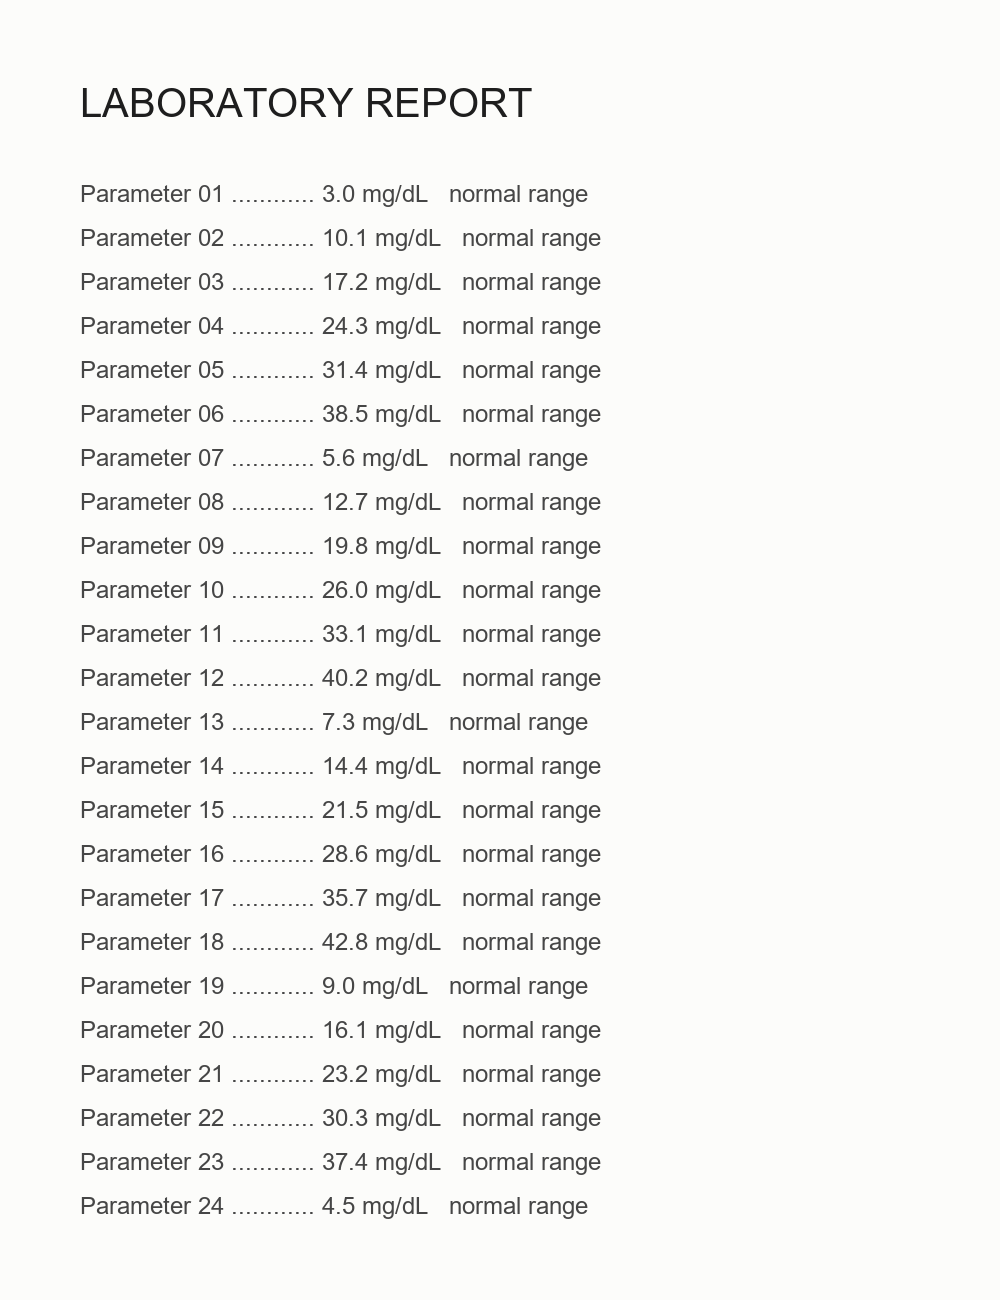 LABORATORY REPORT
Parameter 01 ............ 3.0 mg/dL   normal range
Parameter 02 ............ 10.1 mg/dL   normal range
Parameter 03 ............ 17.2 mg/dL   normal range
Parameter 04 ............ 24.3 mg/dL   normal range
Parameter 05 ............ 31.4 mg/dL   normal range
Parameter 06 ............ 38.5 mg/dL   normal range
Parameter 07 ............ 5.6 mg/dL   normal range
Parameter 08 ............ 12.7 mg/dL   normal range
Parameter 09 ............ 19.8 mg/dL   normal range
Parameter 10 ............ 26.0 mg/dL   normal range
Parameter 11 ............ 33.1 mg/dL   normal range
Parameter 12 ............ 40.2 mg/dL   normal range
Parameter 13 ............ 7.3 mg/dL   normal range
Parameter 14 ............ 14.4 mg/dL   normal range
Parameter 15 ............ 21.5 mg/dL   normal range
Parameter 16 ............ 28.6 mg/dL   normal range
Parameter 17 ............ 35.7 mg/dL   normal range
Parameter 18 ............ 42.8 mg/dL   normal range
Parameter 19 ............ 9.0 mg/dL   normal range
Parameter 20 ............ 16.1 mg/dL   normal range
Parameter 21 ............ 23.2 mg/dL   normal range
Parameter 22 ............ 30.3 mg/dL   normal range
Parameter 23 ............ 37.4 mg/dL   normal range
Parameter 24 ............ 4.5 mg/dL   normal range